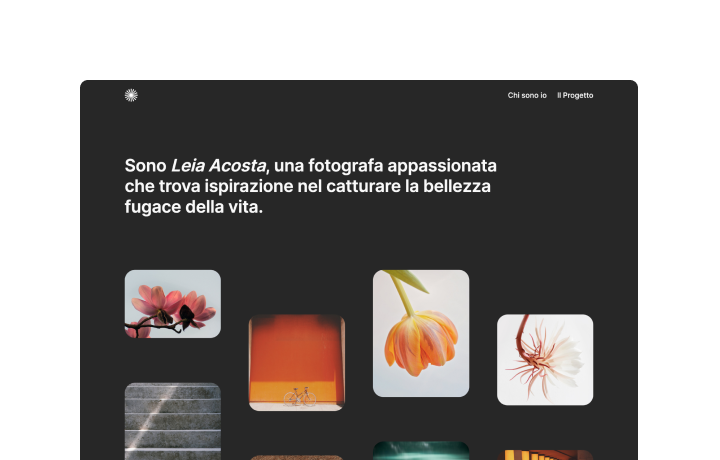 Chi sono io Il Progetto
Sono Leia Acosta, una fotografa appassionata
che trova ispirazione nel catturare la bellezza
fugace della vita.